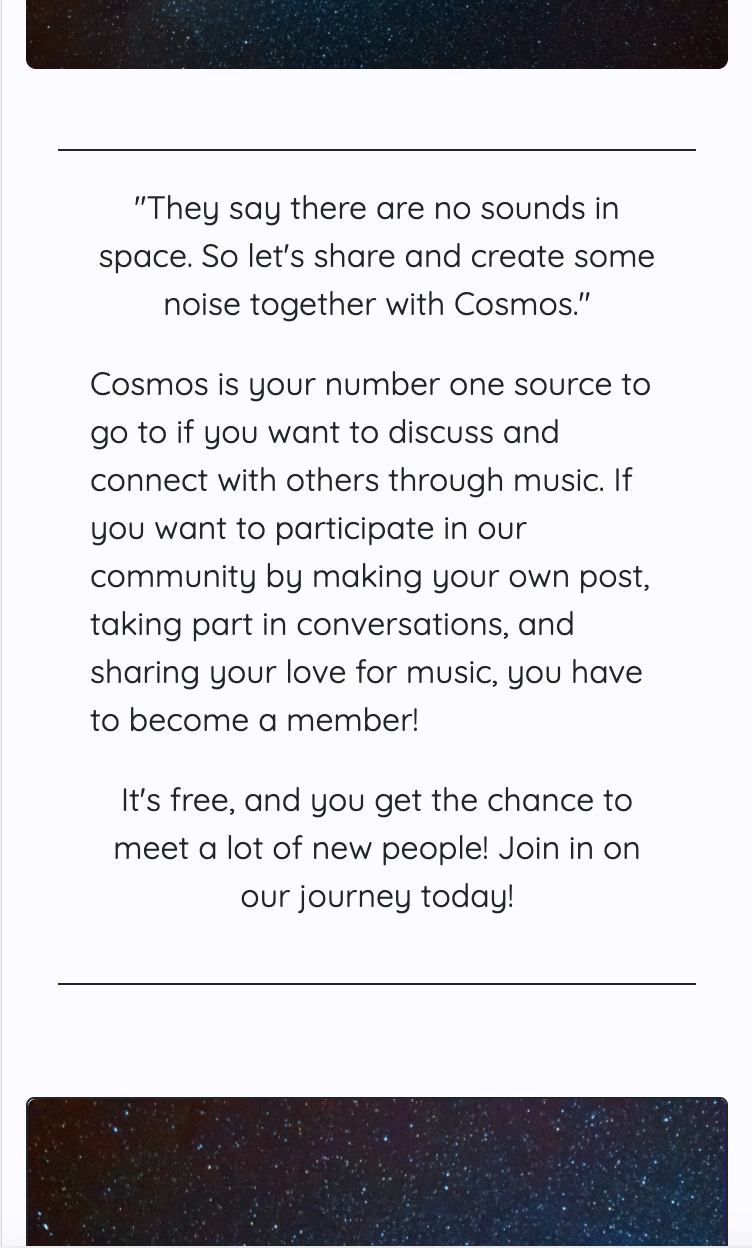 "They say there are no sounds in
space. So let's share and create some
noise together with Cosmos."
Cosmos is your number one source to
go to if you want to discuss and
connect with others through music. If
you want to participate in our
community by making your own post,
taking part in conversations, and
sharing your love for music, you have
to become a member!
It's free, and you get the chance to
meet a lot of new people! Join in on
our journey today!